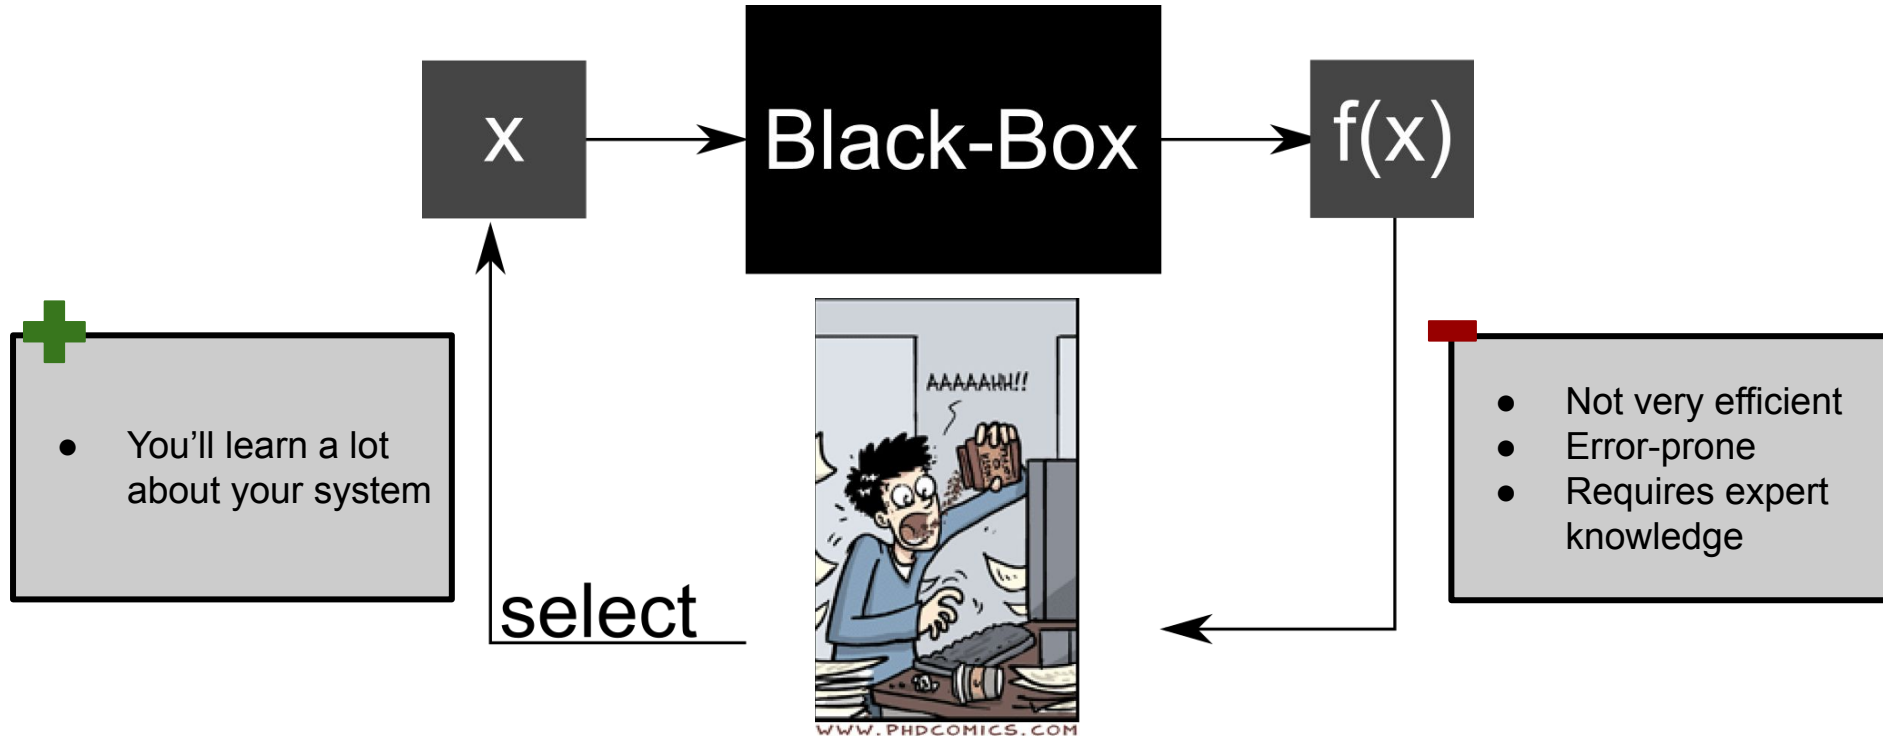 x
Black-Box
f(x)
AAAAAHH!!
● You'll learn a lot
about your system
select
● Not very efficient
● Error-prone
● Requires expert
knowledge
WWW.PHDCOMICS.COM